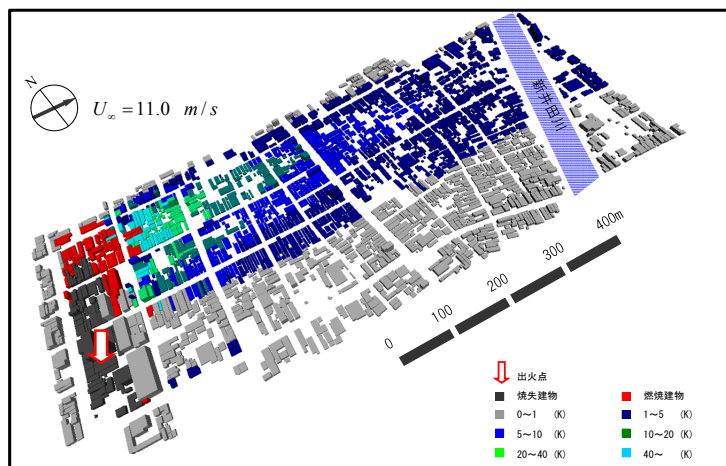 N
U∞ =11.0 m/s
新井田川
0
100
200
300
400m
出火点
焼失建物
燃焼建物
0～1 (K)
1～5 (K)
5～10 (K)
10～20 (K)
20～40 (K)
40～ (K)